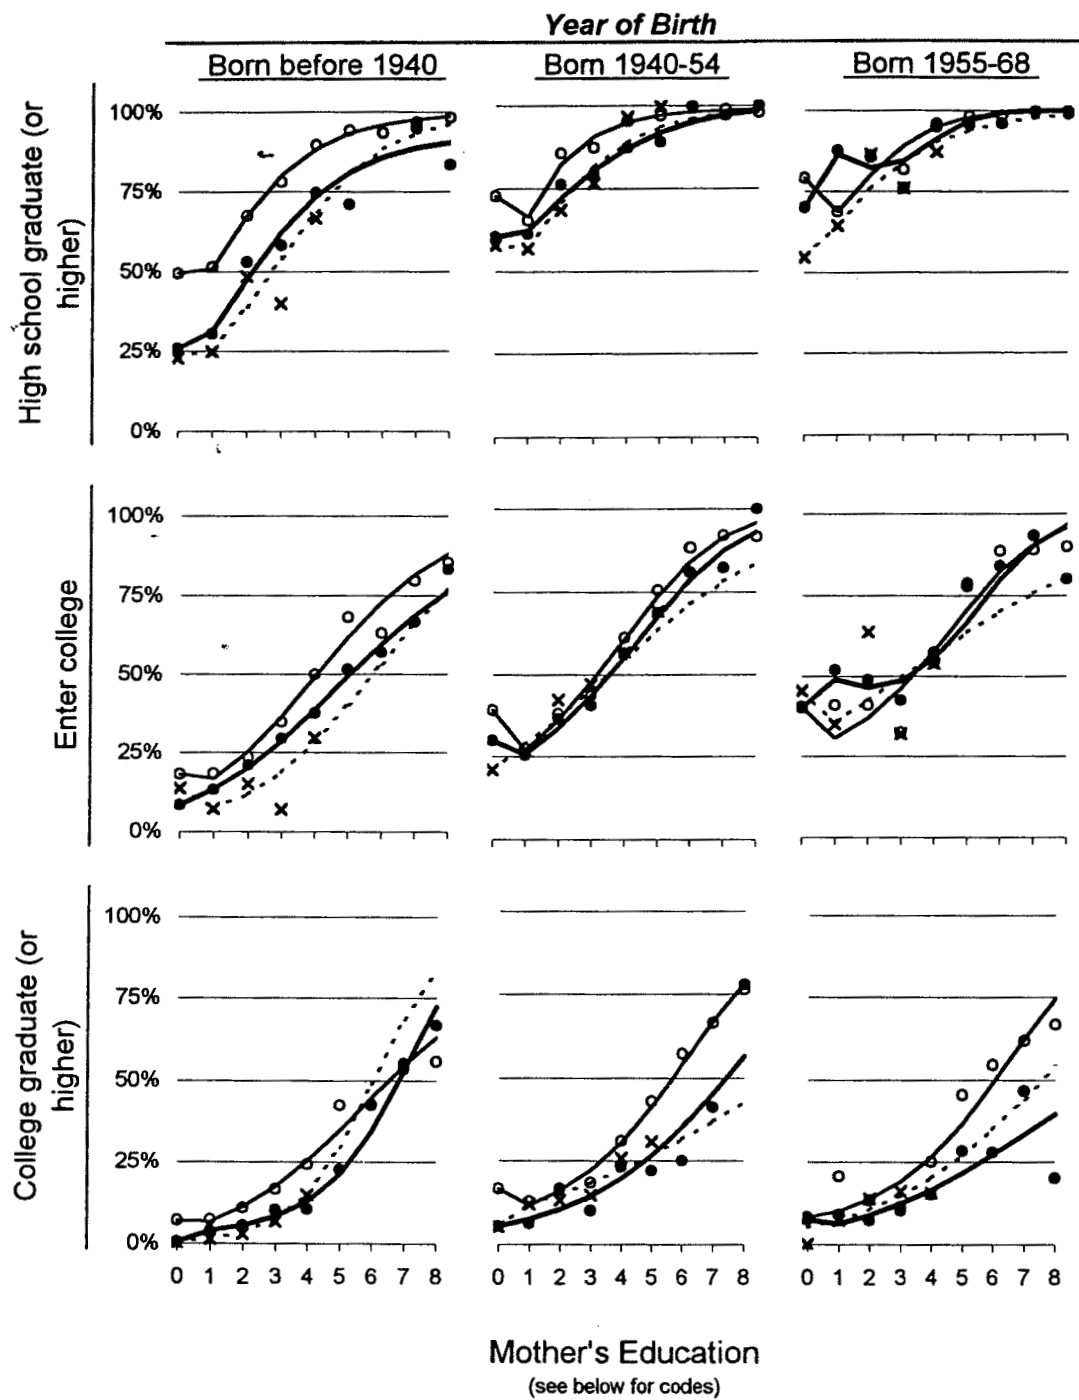 Year of Birth
Born before 1940 Born 1940-54 Born 1955-68
High school graduate (or
higher)
100%
75%
50%
25%
0%
Enter college
100%
75%
50%
25%
0%
College graduate (or
higher)
100%
75%
50%
25%
0%
0 1 2 3 4 5 6 7 8 0 1 2 3 4 5 6 7 8 0 1 2 3 4 5 6 7 8
Mother's Education
(see below for codes)